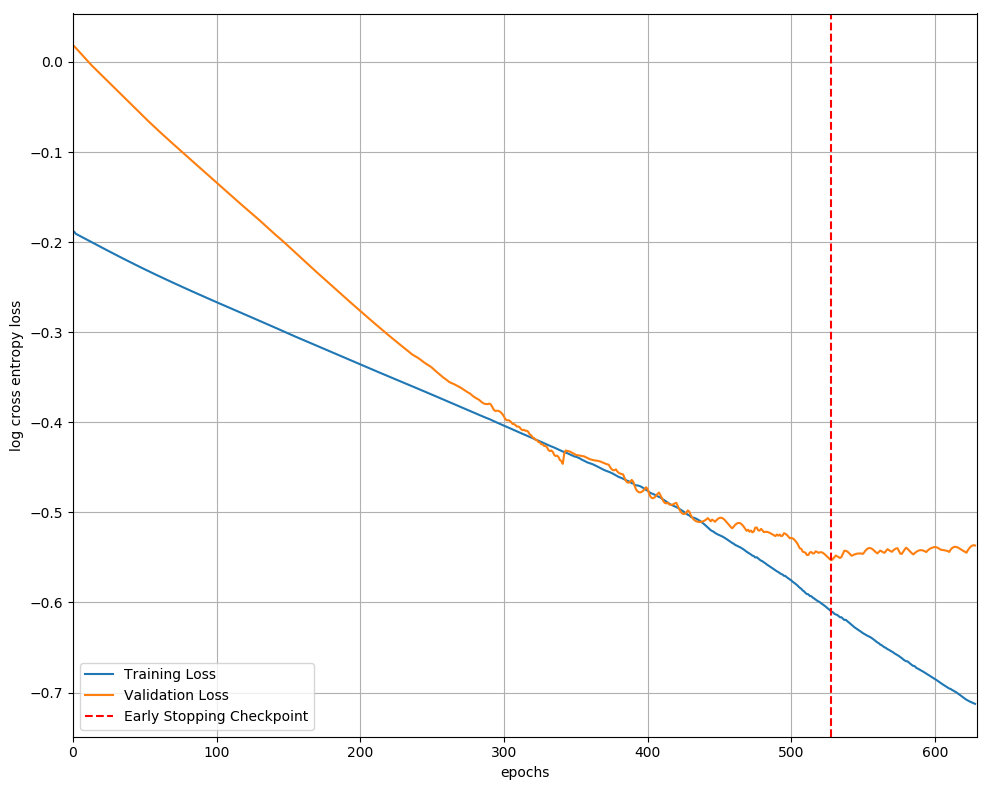 0.0
−0.1
−0.2
−0.3
−0.4
−0.5
−0.6
−0.7
log cross entropy loss
Training Loss
Validation Loss
Early Stopping Checkpoint
0 100 200 300 400 500 600
epochs